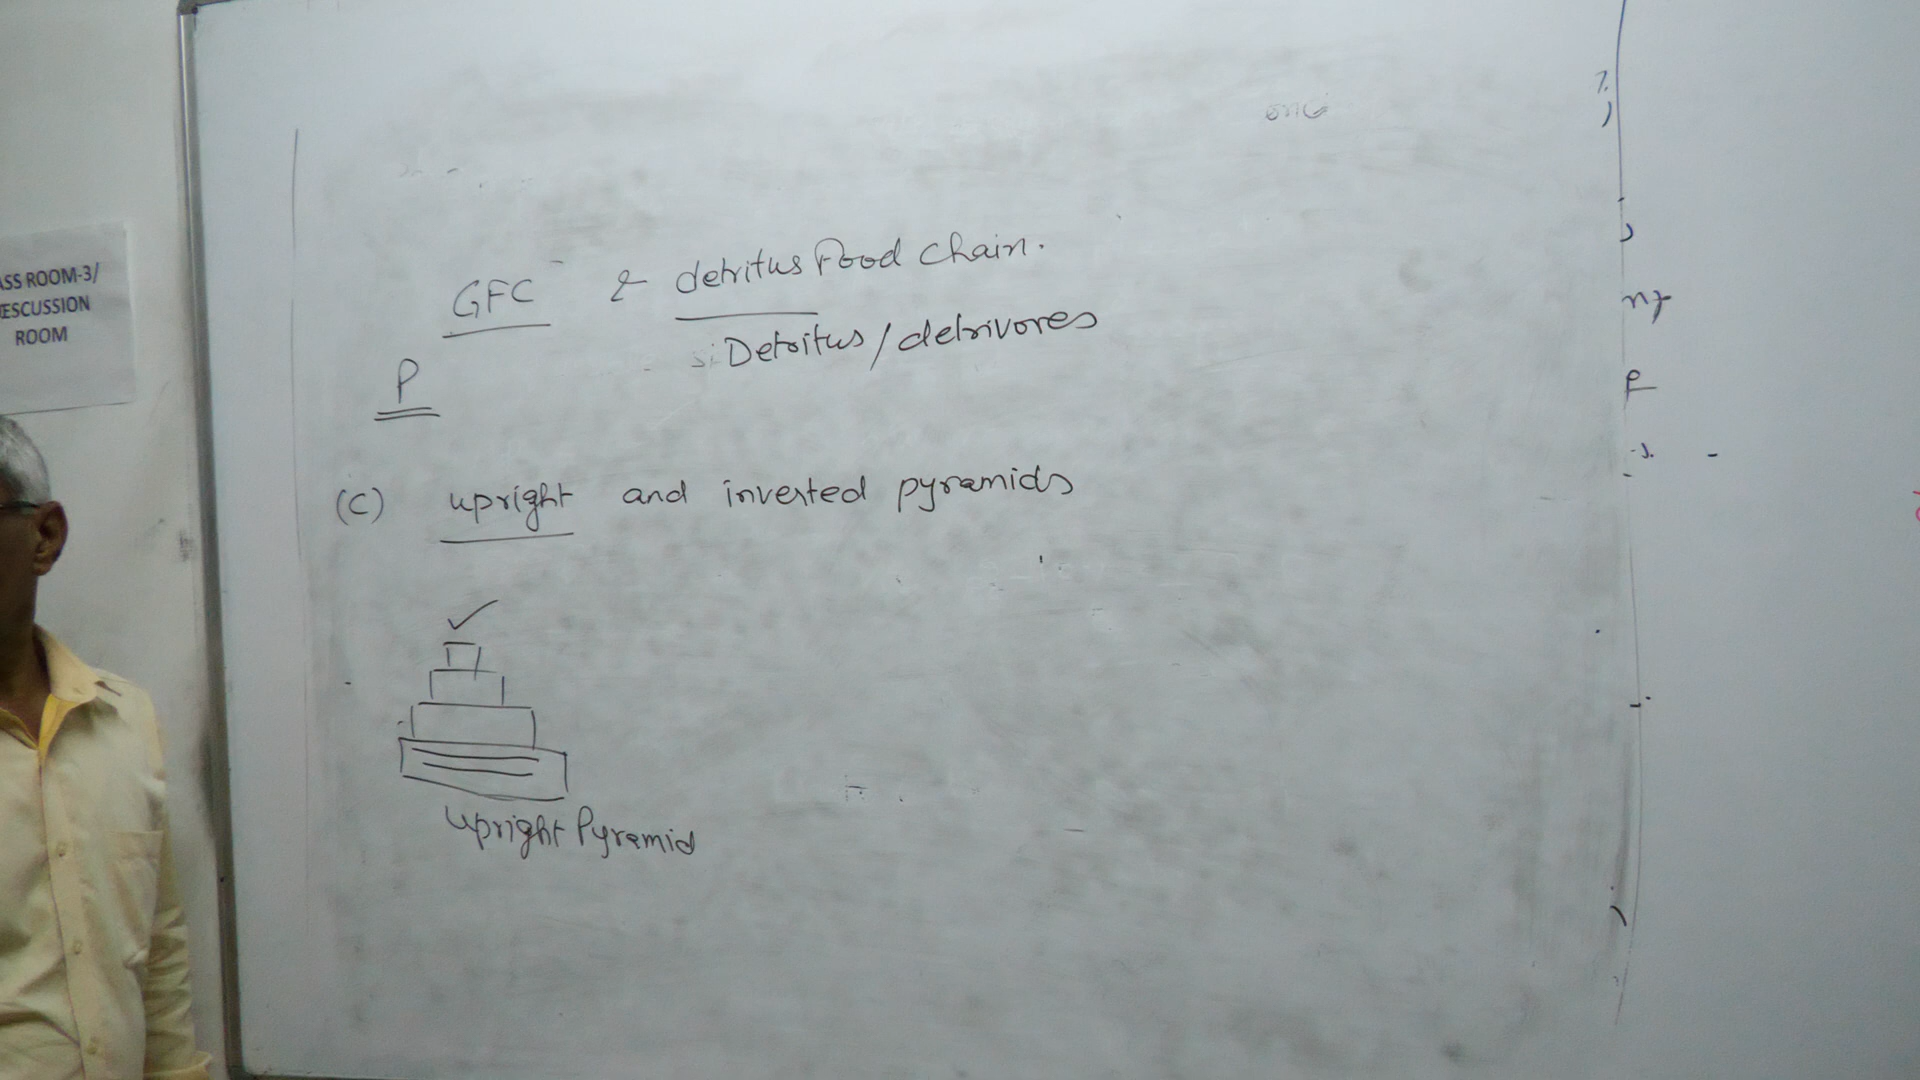 GFC & detritus Food chain.
Detritus / detrivores
P
(C) upright and inverted pyramids
upright Pyramid
ASS ROOM-3/
ESCUSSION
ROOM